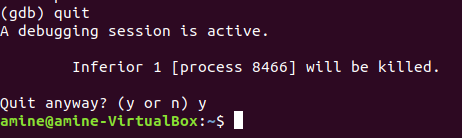 (gdb) quit
A debugging session is active.
Inferior 1 [process 8466] will be killed.
Quit anyway? (y or n) y
amine@amine-VirtualBox:~$